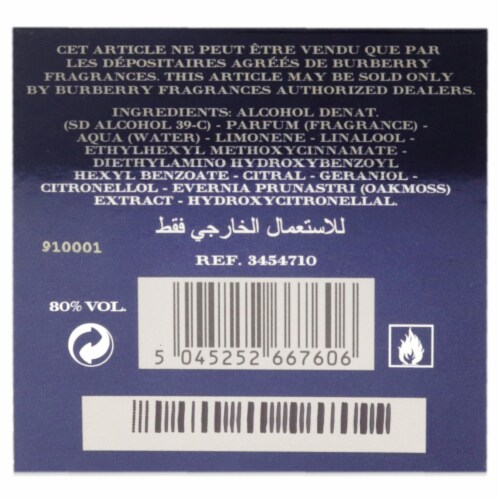 CET ARTICLE NE PEUT ÊTRE VENDU QUE PAR
LES DÉPOSITAIRES AGRÉÉS DE BURBERRY
FRAGRANCES. THIS ARTICLE MAY BE SOLD ONLY
BY BURBERRY FRAGRANCES AUTHORIZED DEALERS.
INGREDIENTS: ALCOHOL DENAT.
(SD ALCOHOL 39-C) - PARFUM (FRAGRANCE) -
AQUA (WATER) - LIMONENE - LINALOOL -
ETHYLHEXYL METHOXYCINNAMATE -
DIETHYLAMINO HYDROXYBENZOYL
HEXYL BENZOATE - CITRAL - GERANIOL -
CITRONELLOL - EVERNIA PRUNASTRI (OAKMOSS)
EXTRACT - HYDROXYCITRONELLAL.
للاستعمال الخارجي فقط
910001
REF. 3454710
80% VOL.
5 045252 667606